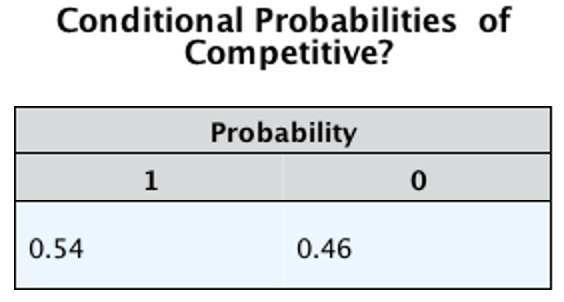 Conditional Probabilities of
Competitive?
Probability
1 0
0.54 0.46